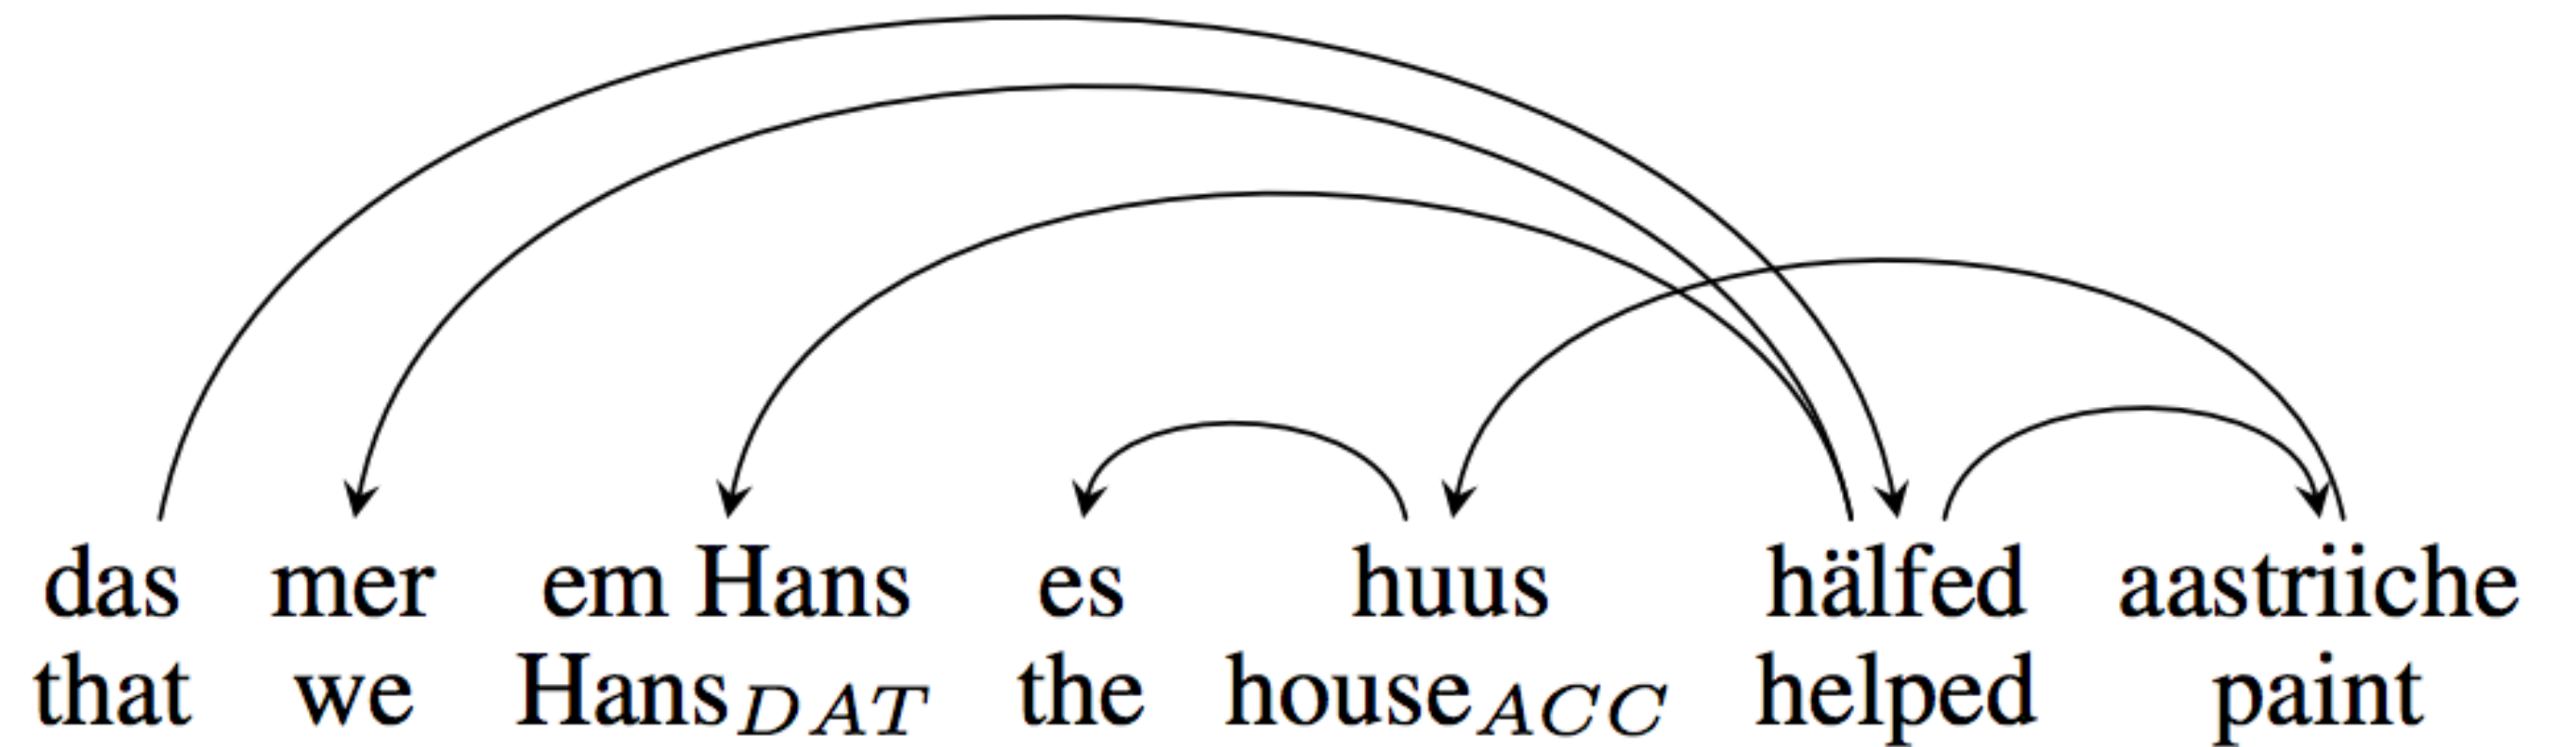 das mer em Hans es huus hälfed aastriiche
that we Hans_DAT the house_ACC helped paint